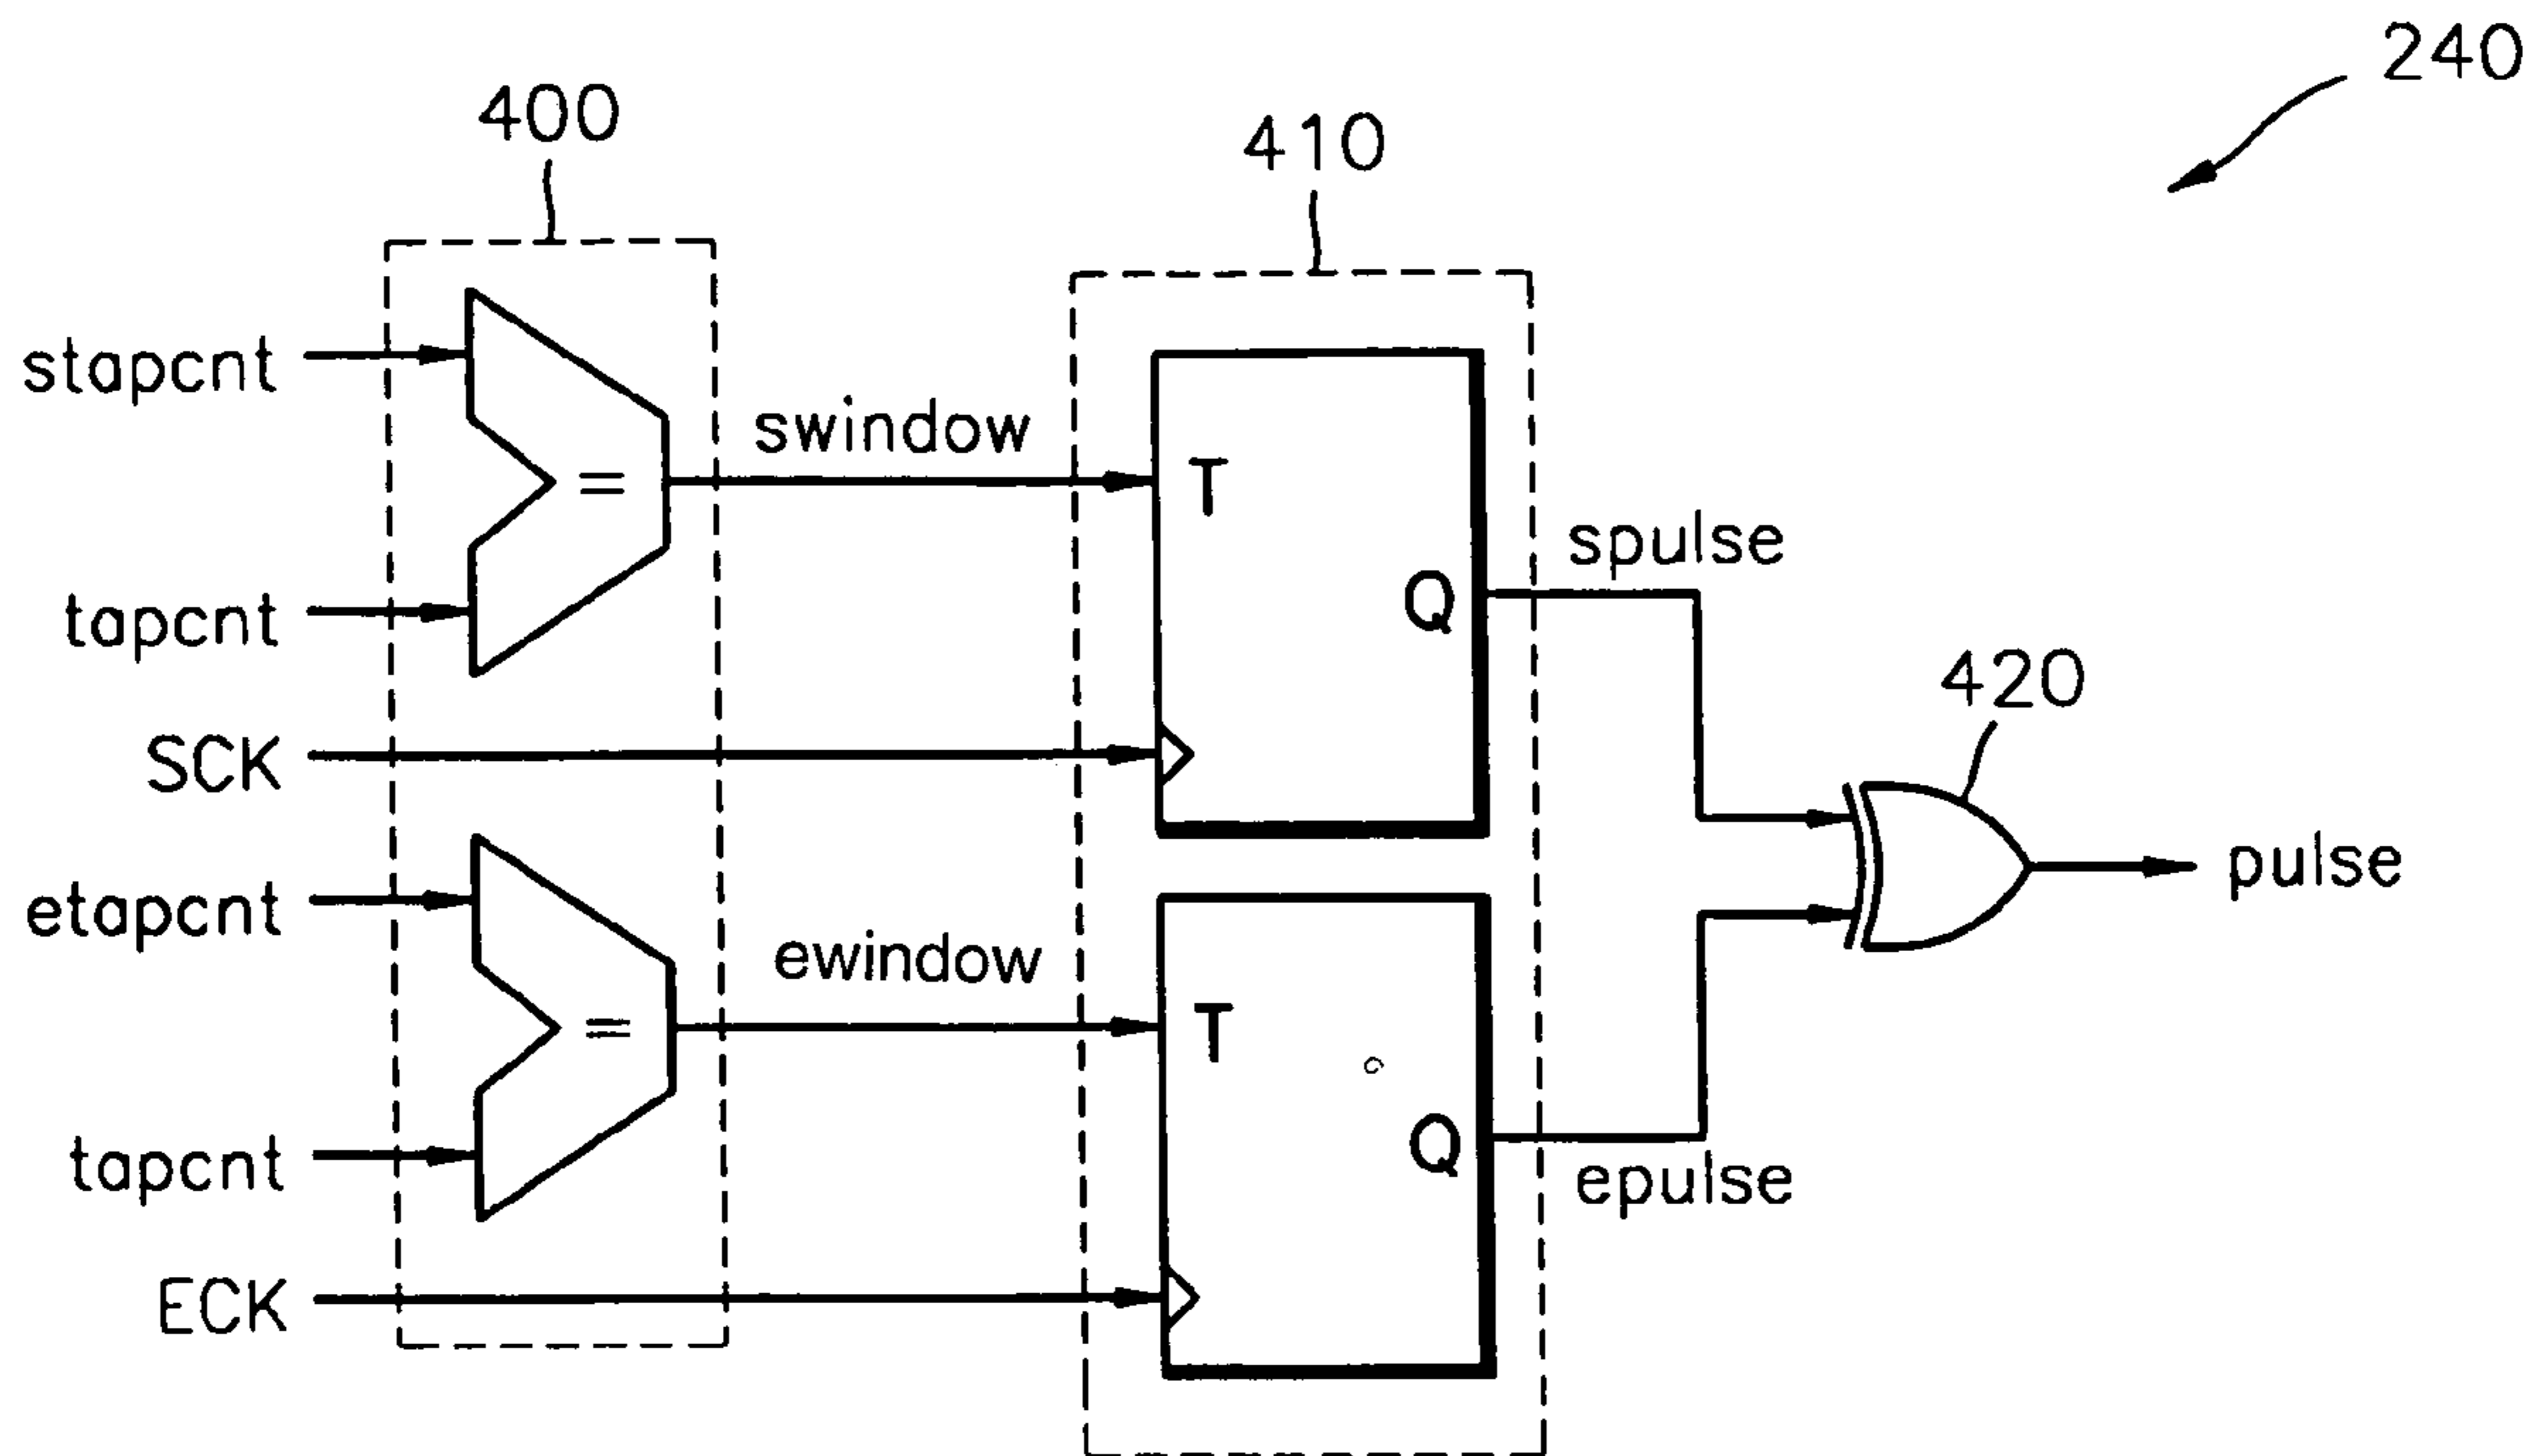 240
400
410
stapcnt
swindow
=
T
spulse
Q
tapcnt
420
SCK
pulse
etapcnt
ewindow
=
T
Q
tapcnt
epulse
ECK